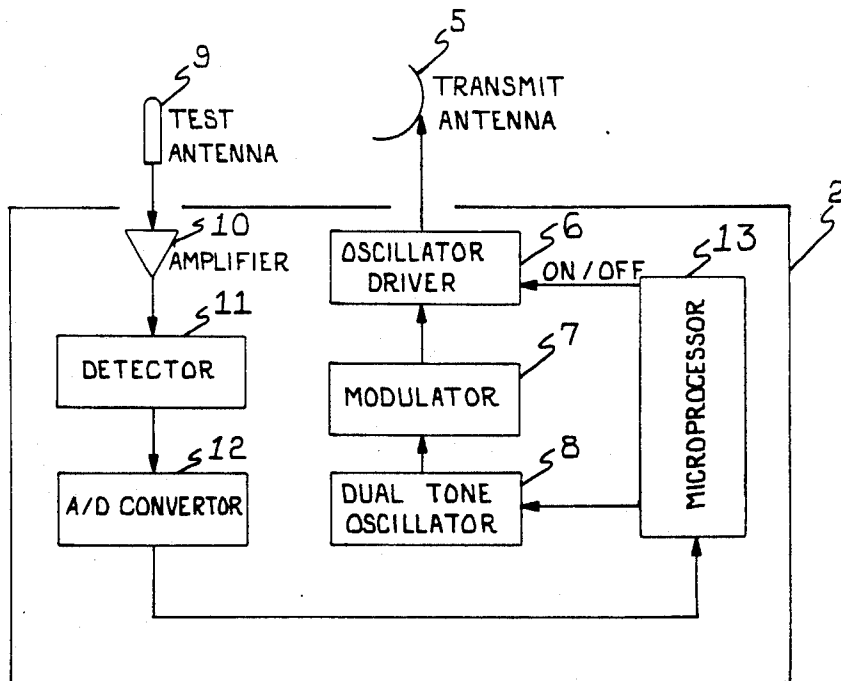 5
9
TRANSMIT
ANTENNA
TEST
ANTENNA
2
10
AMPLIFIER
6
OSCILLATOR
DRIVER
ON/OFF
13
MICROPROCESSOR
11
DETECTOR
7
MODULATOR
12
A/D CONVERTOR
8
DUAL TONE
OSCILLATOR